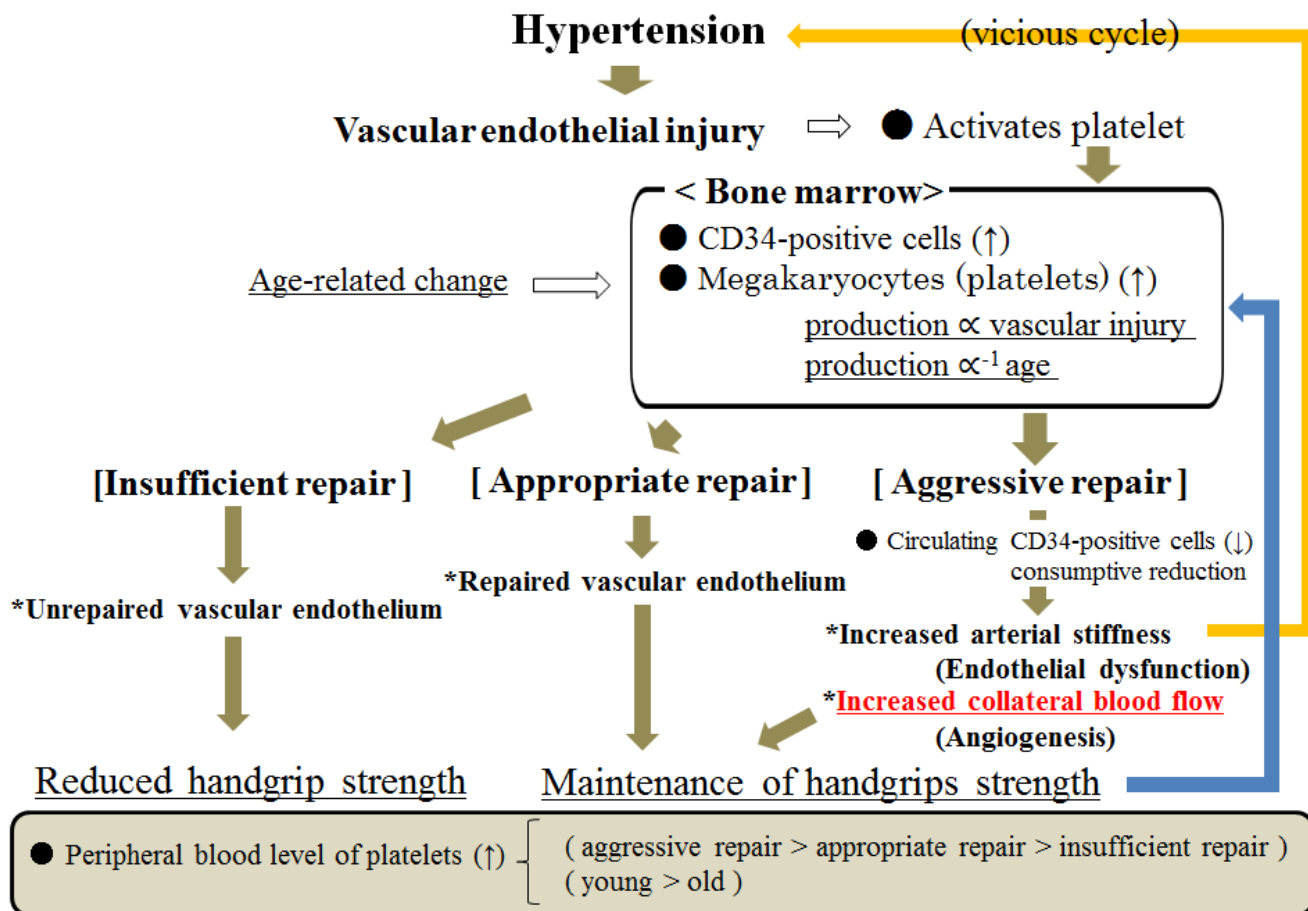 Hypertension
(vicious cycle)
Vascular endothelial injury
● Activates platelet
< Bone marrow>
● CD34-positive cells (↑)
● Megakaryocytes (platelets) (↑)
Age-related change
production ∝ vascular injury
production ∝⁻¹ age
[Insufficient repair]
[ Appropriate repair]
[ Aggressive repair]
● Circulating CD34-positive cells (↓)
consumptive reduction
*Repaired vascular endothelium
*Unrepaired vascular endothelium
*Increased arterial stiffness
(Endothelial dysfunction)
*Increased collateral blood flow
(Angiogenesis)
Reduced handgrip strength
Maintenance of handgrips strength
● Peripheral blood level of platelets (↑)
( aggressive repair > appropriate repair > insufficient repair )
( young > old )